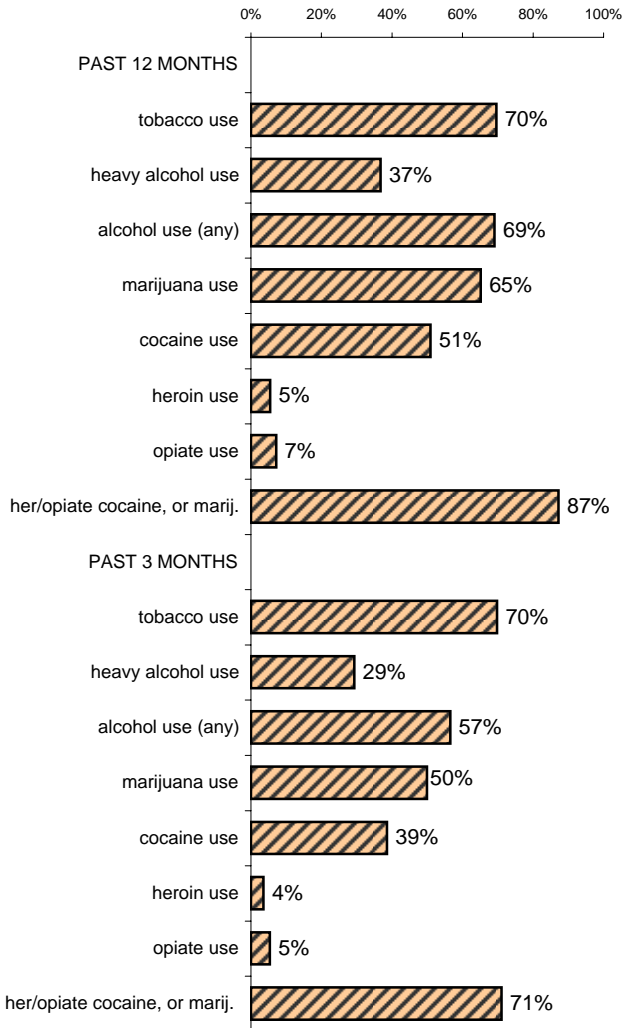 0% 20% 40% 60% 80% 100%
PAST 12 MONTHS
tobacco use 70%
heavy alcohol use 37%
alcohol use (any) 69%
marijuana use 65%
cocaine use 51%
heroin use 5%
opiate use 7%
her/opiate cocaine, or marij. 87%
PAST 3 MONTHS
tobacco use 70%
heavy alcohol use 29%
alcohol use (any) 57%
marijuana use 50%
cocaine use 39%
heroin use 4%
opiate use 5%
her/opiate cocaine, or marij. 71%